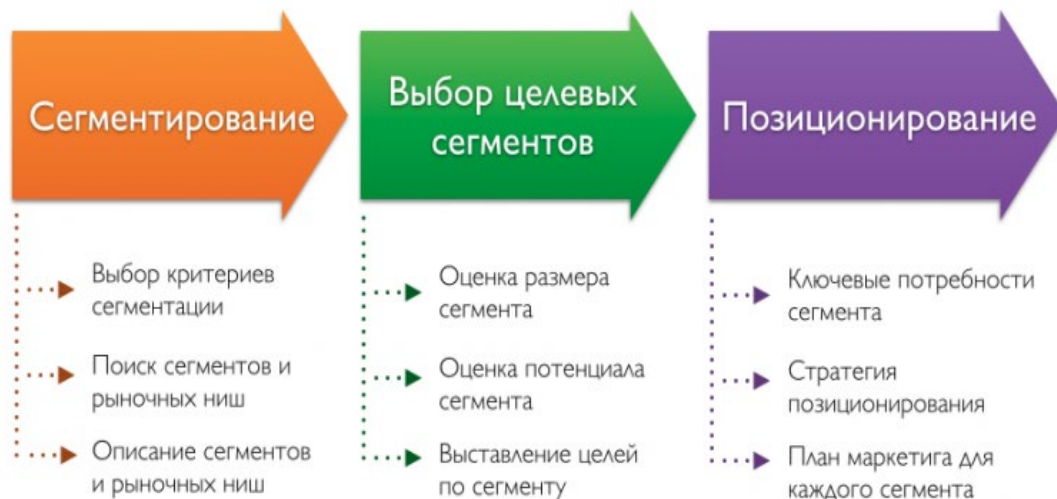 Сегментирование
Выбор критериев
сегментации
Поиск сегментов и
рыночных ниш
Описание сегментов
и рыночных ниш
Выбор целевых
сегментов
Оценка размера
сегмента
Оценка потенциала
сегмента
Выставление целей
по сегменту
Позиционирование
Ключевые потребности
сегмента
Стратегия
позиционирования
План маркетига для
каждого сегмента